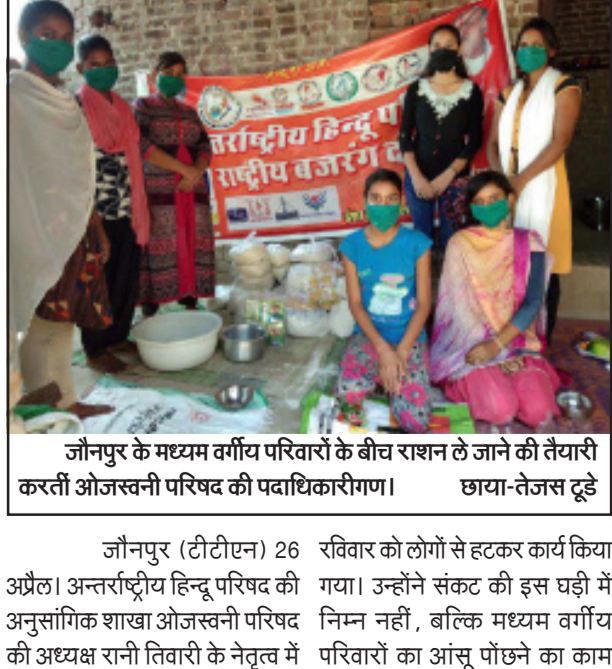 तर्राष्ट्रीय हिन्दू प
राष्ट्रीय बजरंग द
जौनपुर के मध्यम वर्गीय परिवारों के बीच राशन ले जाने की तैयारी
करतीं ओजस्वनी परिषद की पदाधिकारीगण। छाया-तेजस टूडे
जौनपुर (टीटीएन) 26
अप्रैल। अन्तर्राष्ट्रीय हिन्दू परिषद की
अनुसांगिक शाखा ओजस्वनी परिषद
की अध्यक्ष रानी तिवारी के नेतृत्व में
रविवार को लोगों से हटकर कार्य किया
गया। उन्होंने संकट की इस घड़ी में
निम्न नहीं, बल्कि मध्यम वर्गीय
परिवारों का आंसू पोंछने का काम